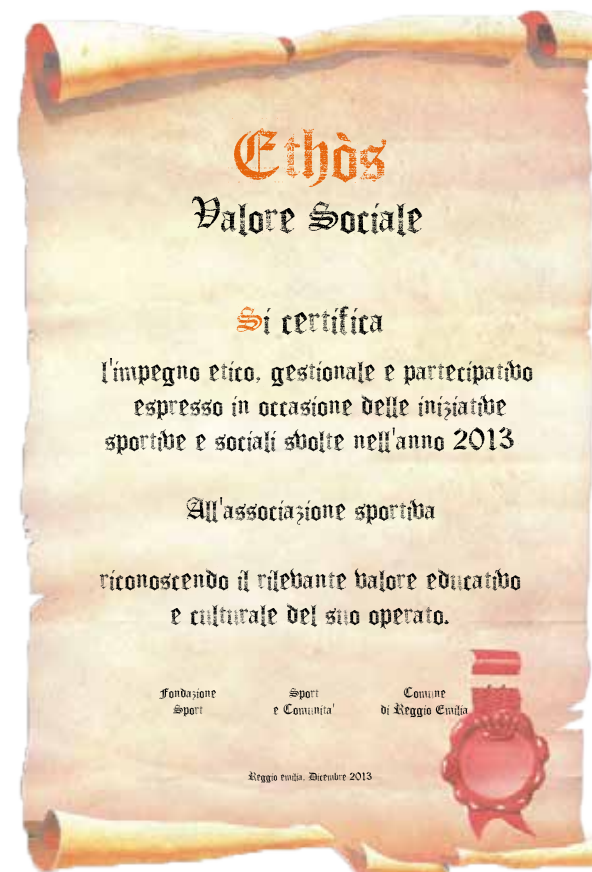 Ethòs
Valore Sociale
Si certifica
l'impegno etico, gestionale e partecipativo
espresso in occasione delle iniziative
sportive e sociali svolte nell'anno 2013
All'associazione sportiva
riconoscendo il rilevante valore educativo
e culturale del suo operato.
Fondazione Sport
Sport e Comunita'
Comune di Reggio Emilia
Reggio emilia, Dicembre 2013